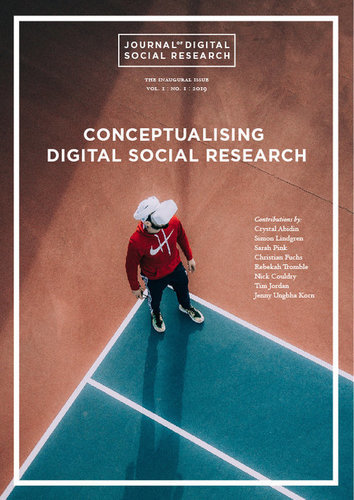 JOURNAL OF DIGITAL
SOCIAL RESEARCH
THE INAUGURAL ISSUE
VOL. 1 : NO. 1 : 2019
CONCEPTUALISING
DIGITAL SOCIAL RESEARCH
Contributions by
Crystal Abidin
Simon Lindgren
Sarah Pink
Christian Fuchs
Rebekah Tromble
Nick Couldry
Tim Jordan
Jenny Ungbha Korn
H